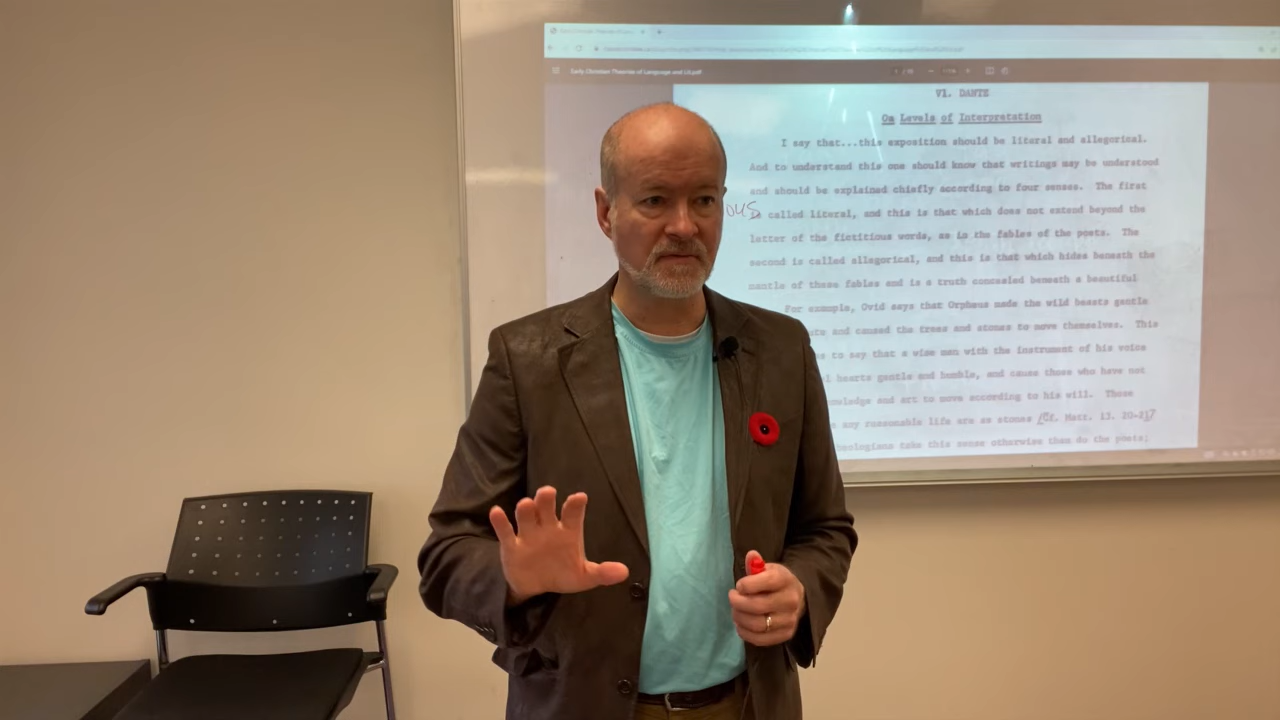 Early Christian Theories of Language and Lit.pdf
VI. DANTE
On Levels of Interpretation
I say that...this exposition should be literal and allegorical.
And to understand this one should know that writings may be understood
and should be explained chiefly according to four senses. The first
ous
is called literal, and this is that which does not extend beyond the
letter of the fictitious words, as in the fables of the poets. The
second is called allegorical, and this is that which hides beneath the
mantle of these fables and is a truth concealed beneath a beautiful
For example, Ovid says that Orpheus made the wild beasts gentle
and caused the trees and stones to move themselves. This
to say that a wise man with the instrument of his voice
hearts gentle and humble, and cause those who have not
and art to move according to his will. Those
any reasonable life are as stones [Cf. Matt. 13. 20-21]
take this sense otherwise than do the poets;